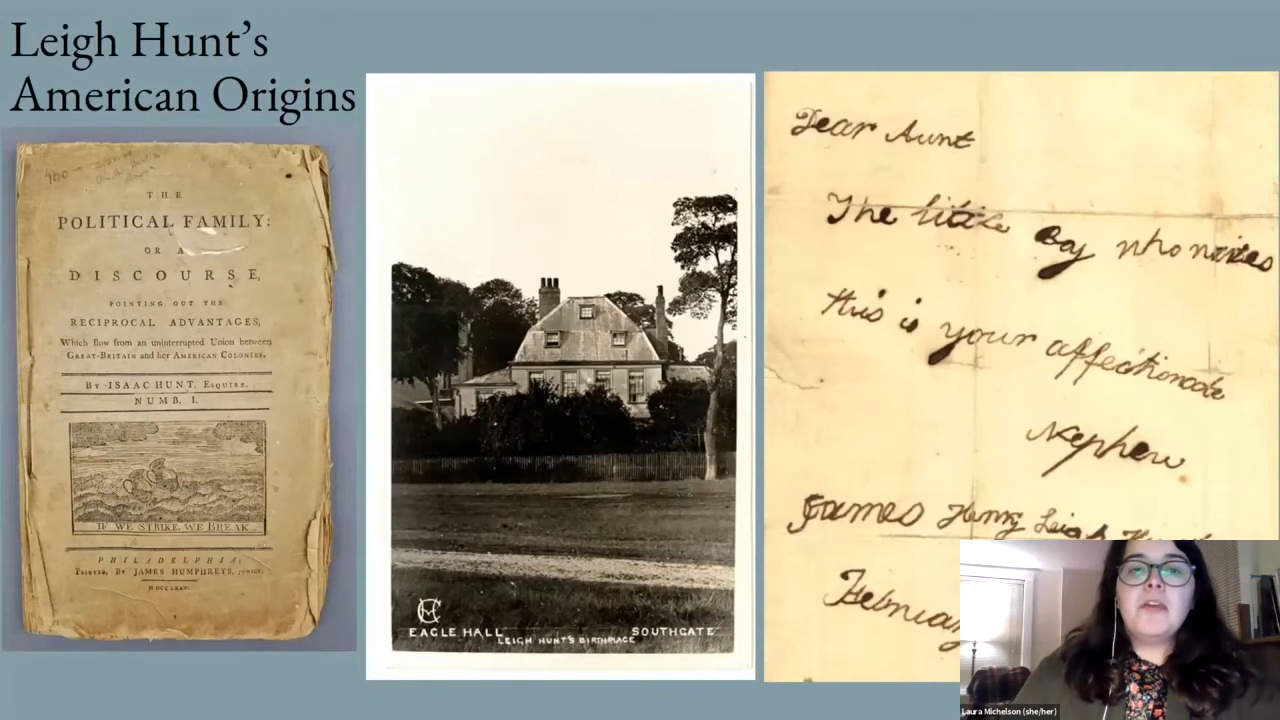 Leigh Hunt's
American Origins
THE
POLITICAL FAMILY:
OR A
DISCOURSE,
POINTING OUT THE
RECIPROCAL ADVANTAGES,
Which flow from an uninterrupted Union between
GREAT-BRITAIN and her AMERICAN COLONIES.
By ISAAC HUNT, Esquire.
NUMB. I.
IF WE STRIKE WE BREAK
PHILADELPHIA:
Printed, By JAMES HUMPHREYS, junior.
EAGLE HALL SOUTHGATE
LEIGH HUNT'S BIRTHPLACE
Dear Aunt
The little Boy who writes
this is your affectionate
Nephew
James Henry Leigh
Laura Michelson (she/her)